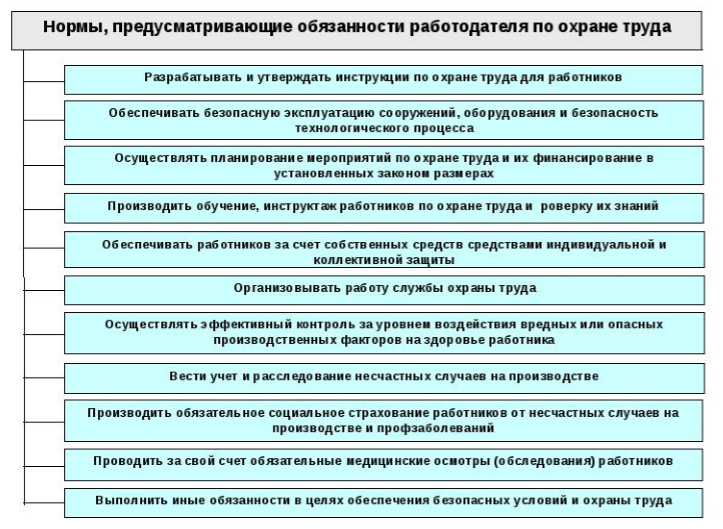 Нормы, предусматривающие обязанности работодателя по охране труда
Разрабатывать и утверждать инструкции по охране труда для работников
Обеспечивать безопасную эксплуатацию сооружений, оборудования и безопасность
технологического процесса
Осуществлять планирование мероприятий по охране труда и их финансирование в
установленных законом размерах
Производить обучение, инструктаж работников по охране труда и роверку их знаний
Обеспечивать работников за счет собственных средств средствами индивидуальной и
коллективной защиты
Организовывать работу службы охраны труда
Осуществлять эффективный контроль за уровнем воздействия вредных или опасных
производственных факторов на здоровье работника
Вести учет и расследование несчастных случаев на производстве
Производить обязательное социальное страхование работников от несчастных случаев на
производстве и профзаболеваний
Проводить за свой счет обязательные медицинские осмотры (обследования) работников
Выполнить иные обязанности в целях обеспечения безопасных условий и охраны труда